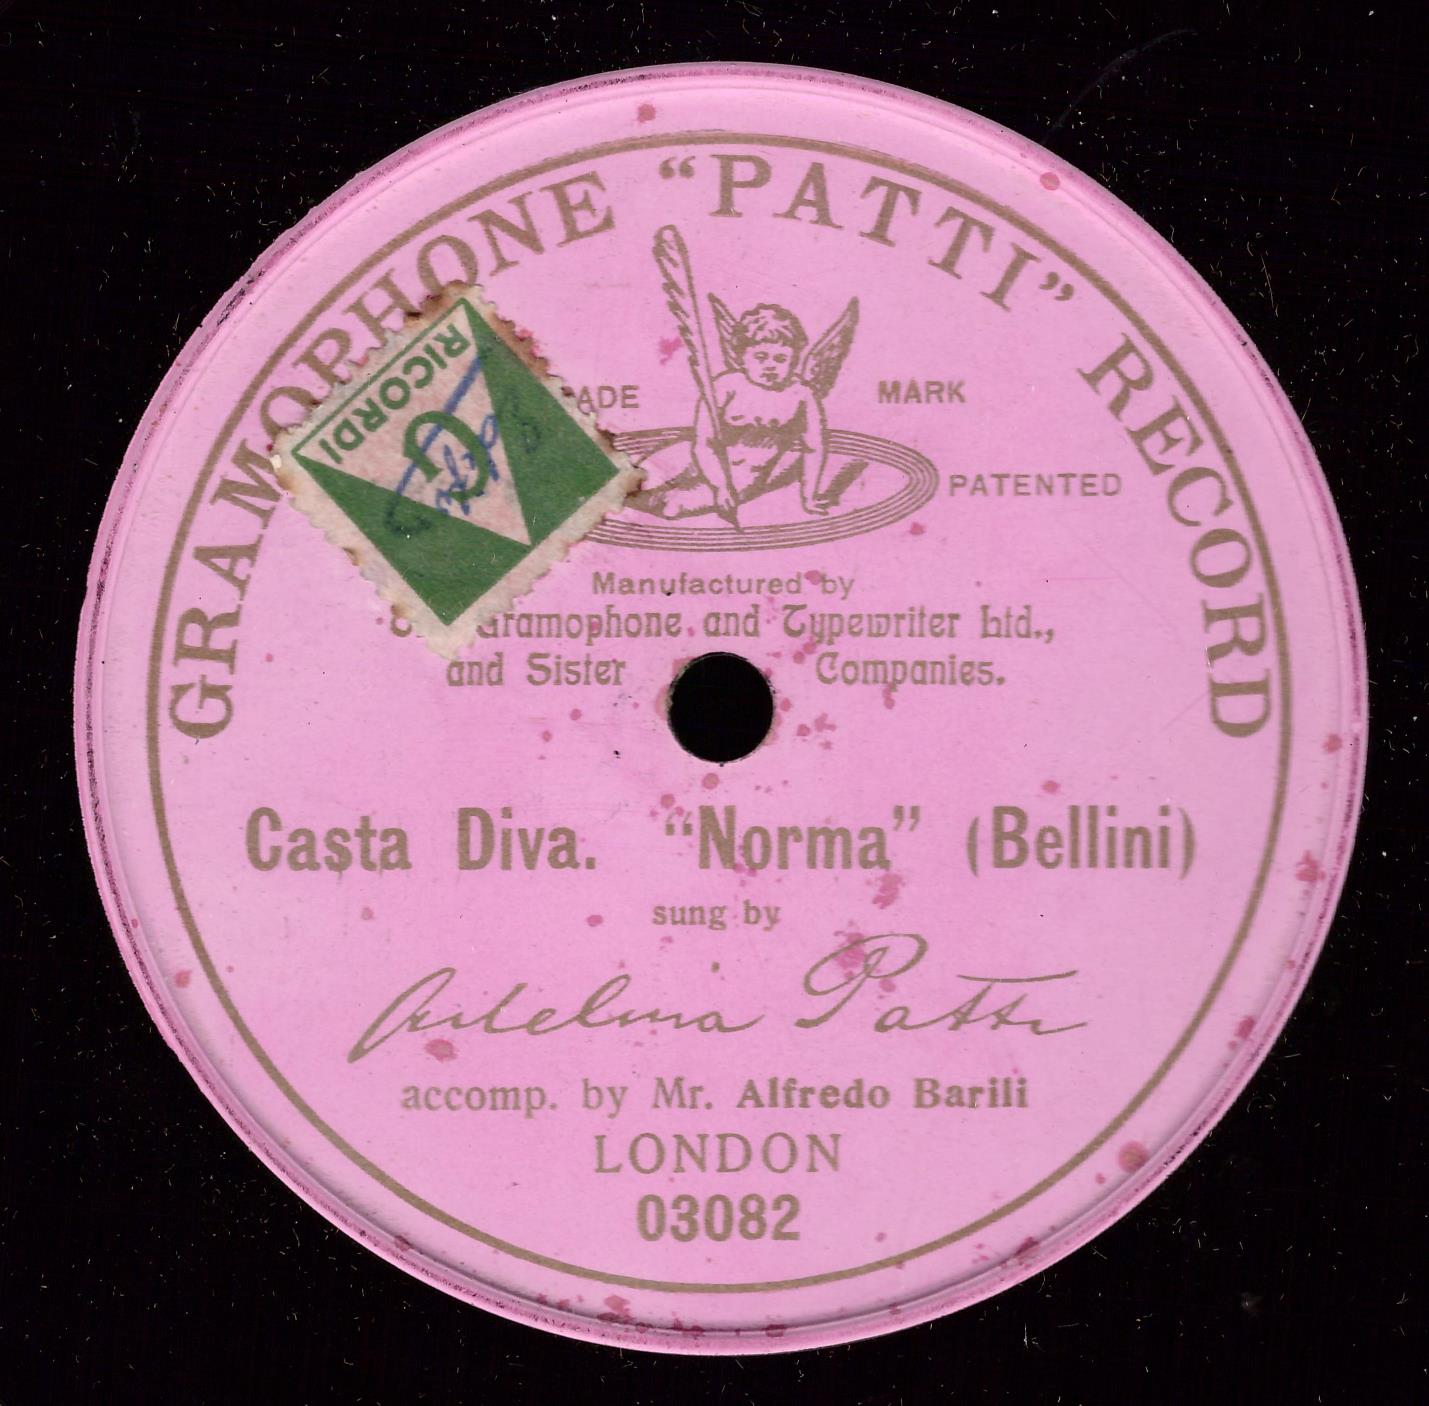 GRAMOPHONE “PATTI” RECORD
RICORDI
ADE MARK
PATENTED
Manufactured by
Gramophone and Typewriter Ltd.,
and Sister Companies.
Casta Diva. “Norma” (Bellini)
sung by
Adelina Patti
accomp. by Mr. Alfredo Barili
LONDON
03082